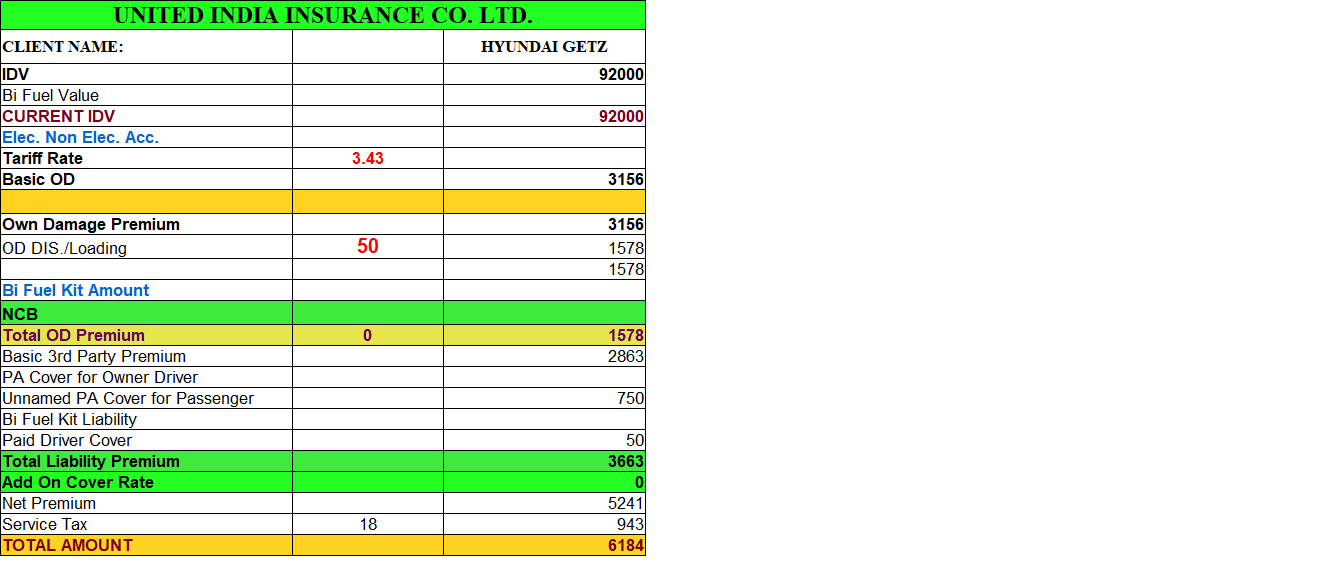 UNITED INDIA INSURANCE CO. LTD.
CLIENT NAME: HYUNDAI GETZ
IDV 92000
Bi Fuel Value
CURRENT IDV 92000
Elec. Non Elec. Acc.
Tariff Rate 3.43
Basic OD 3156
Own Damage Premium 3156
OD DIS./Loading 50 1578
1578
Bi Fuel Kit Amount
NCB
Total OD Premium 0 1578
Basic 3rd Party Premium 2863
PA Cover for Owner Driver
Unnamed PA Cover for Passenger 750
Bi Fuel Kit Liability
Paid Driver Cover 50
Total Liability Premium 3663
Add On Cover Rate 0
Net Premium 5241
Service Tax 18 943
TOTAL AMOUNT 6184